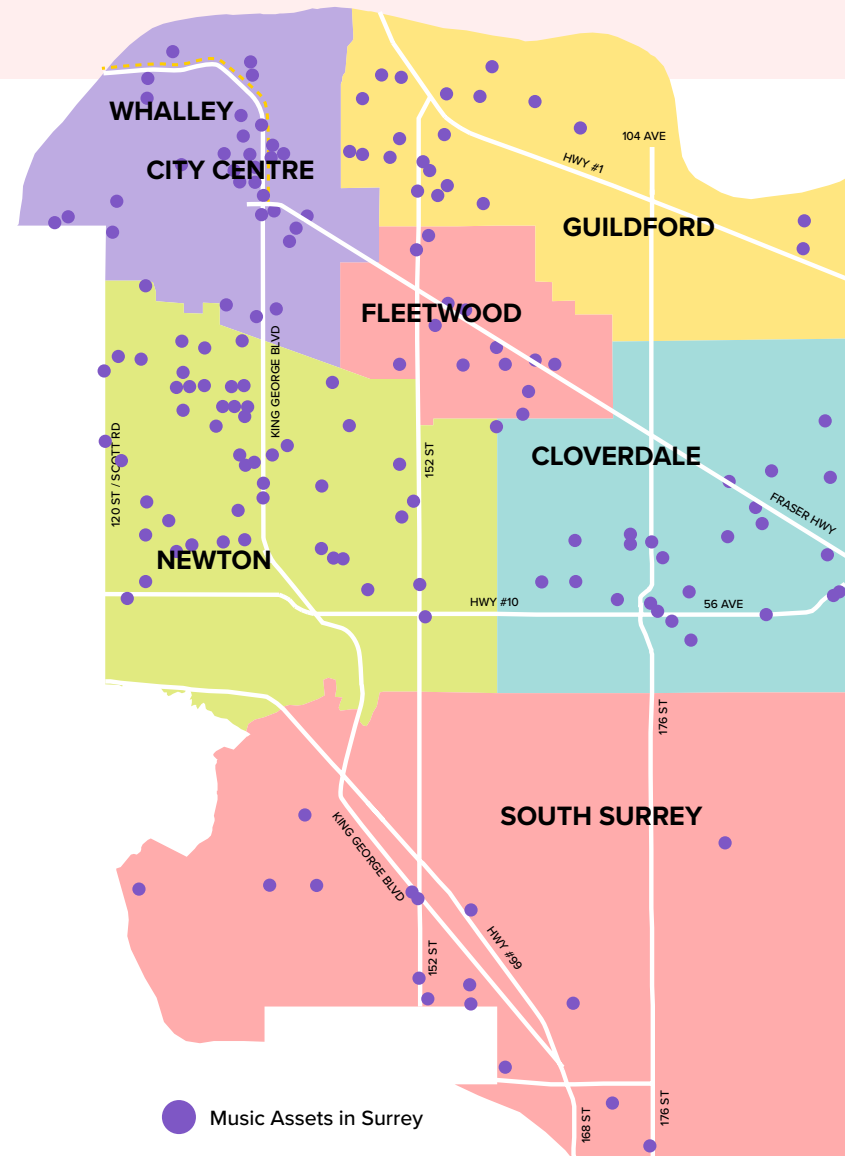 WHALLEY
CITY CENTRE
104 AVE
HWY #1
GUILDFORD
FLEETWOOD
KING GEORGE BLVD
152 ST
120 ST / SCOTT RD
CLOVERDALE
FRASER HWY
NEWTON
HWY #10
56 AVE
176 ST
SOUTH SURREY
KING GEORGE BLVD
HWY #99
152 ST
168 ST
176 ST
Music Assets in Surrey